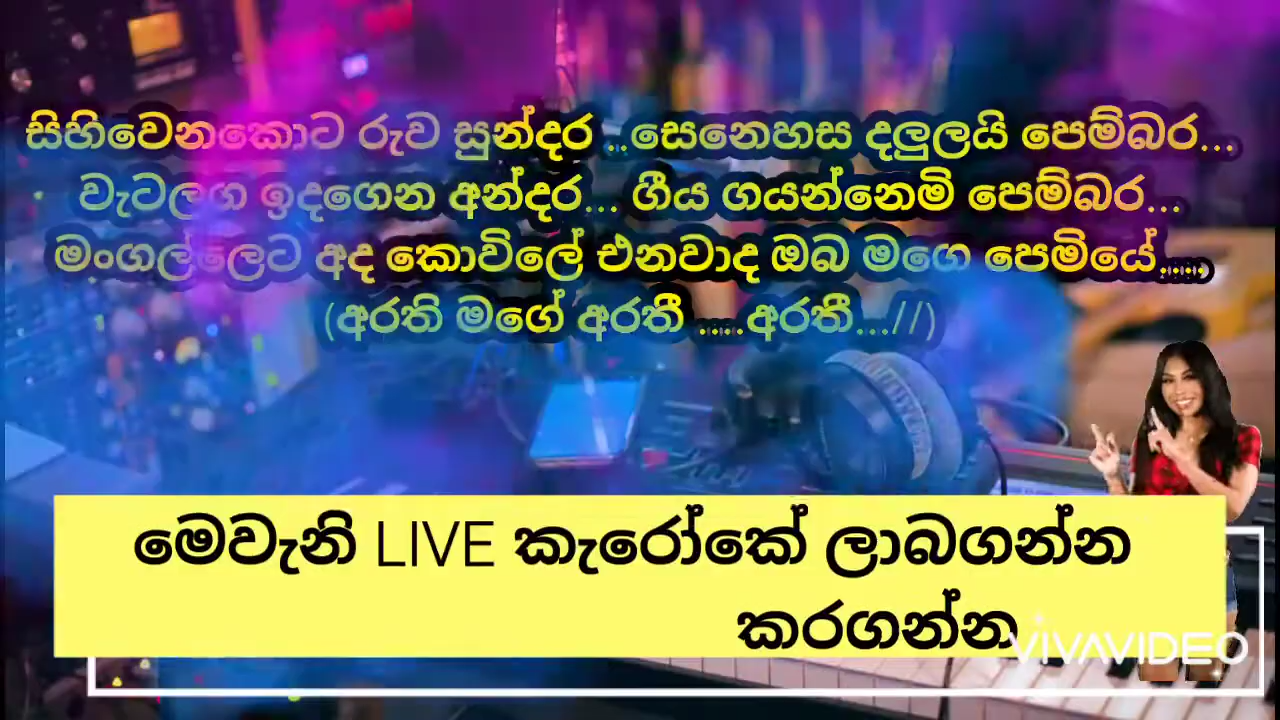 සිහිවෙනකොට රුව සුන්දර ..සෙනෙහස දලුලයි පෙම්බර...
වැටලග ඉදගෙන අන්දර... ගීය ගයන්නෙමි පෙම්බර...
මංගල්ලෙට අද කොවිලේ එනවාද ඔබ මගෙ පෙමියේ......
(අරති මගේ අරතී .....අරතී...//)
මෙවැනි LIVE කැරෝකේ ලාබගන්න
කරගන්න
VIVAVIDEO